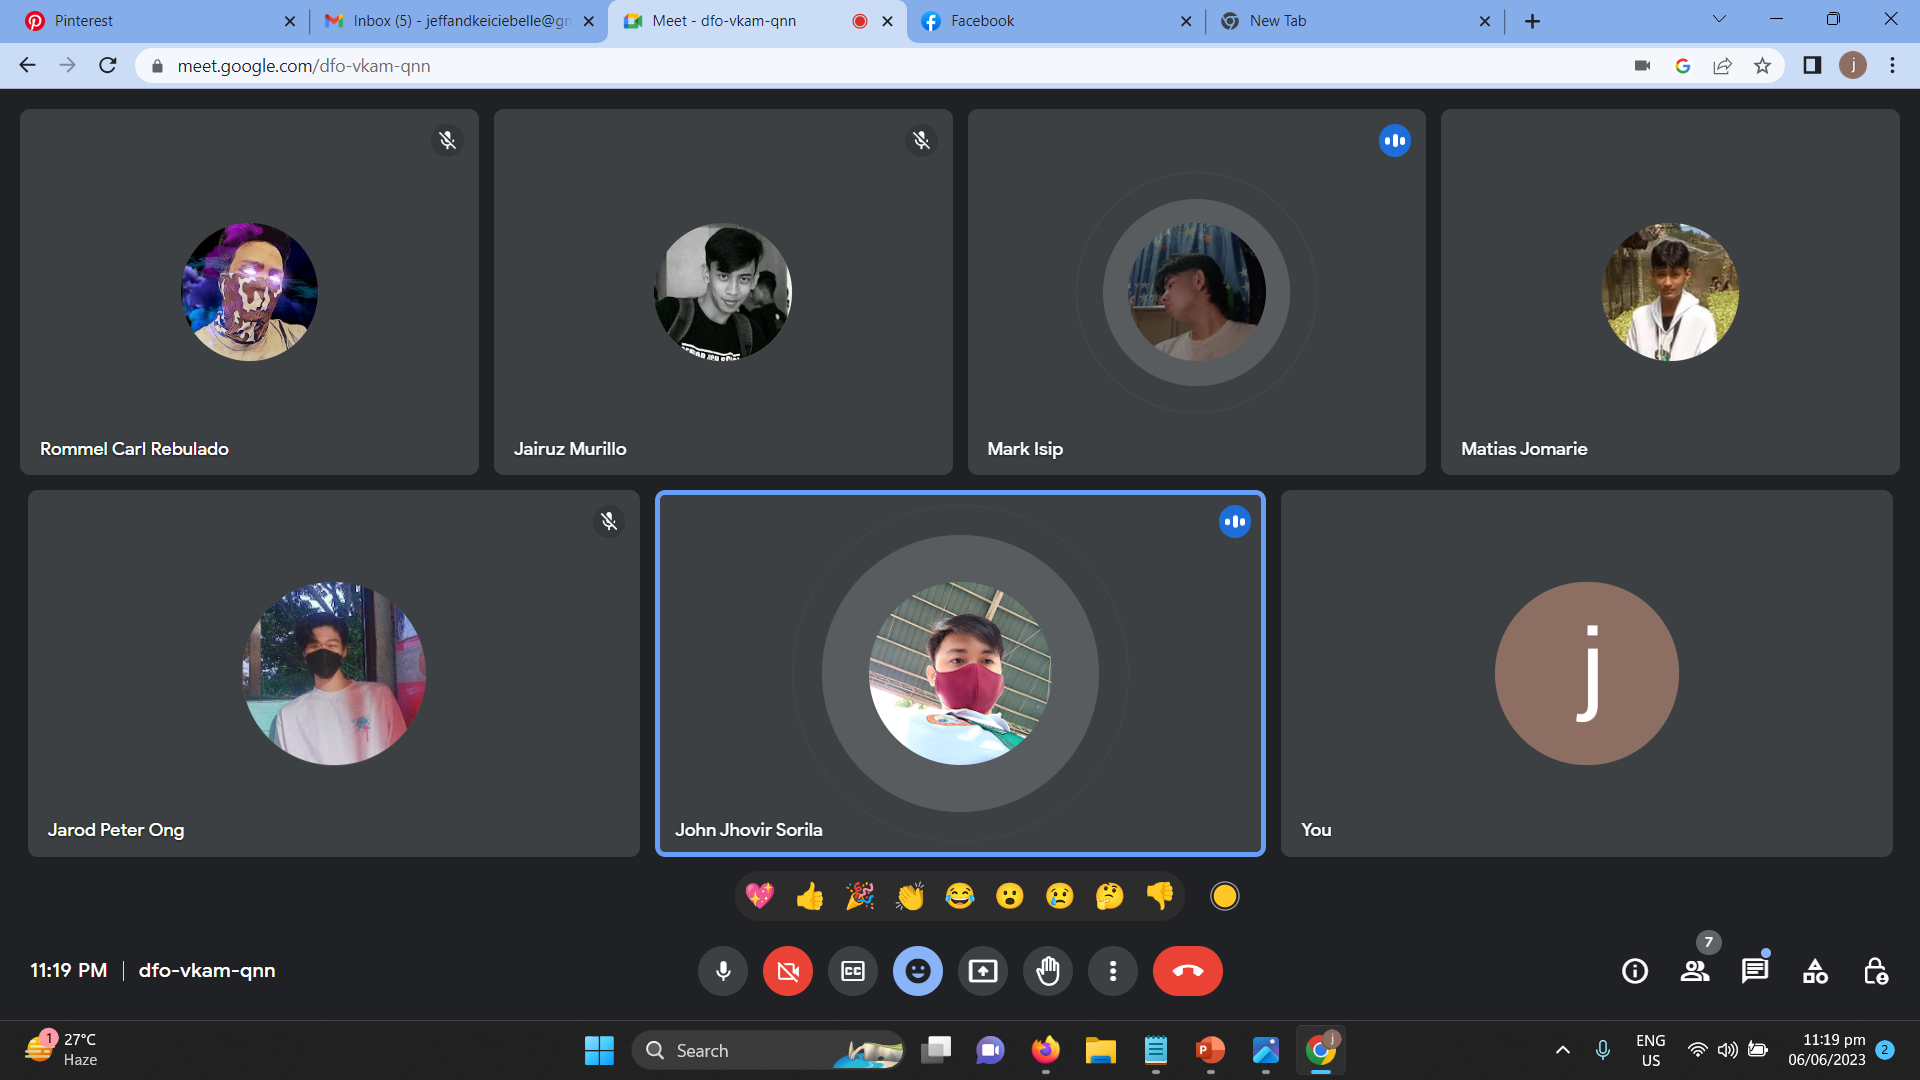 Pinterest
Inbox (5) - jeffandkeiciebelle@gm
Meet - dfo-vkam-qnn
Facebook
New Tab
meet.google.com/dfo-vkam-qnn
j
Rommel Carl Rebulado
Jairuz Murillo
Mark Isip
Matias Jomarie
Jarod Peter Ong
John Jhovir Sorila
j
You
11:19 PM | dfo-vkam-qnn
CC
7
1
27°C
Haze
Search
P
j
ENG
US
11:19 pm
06/06/2023
2